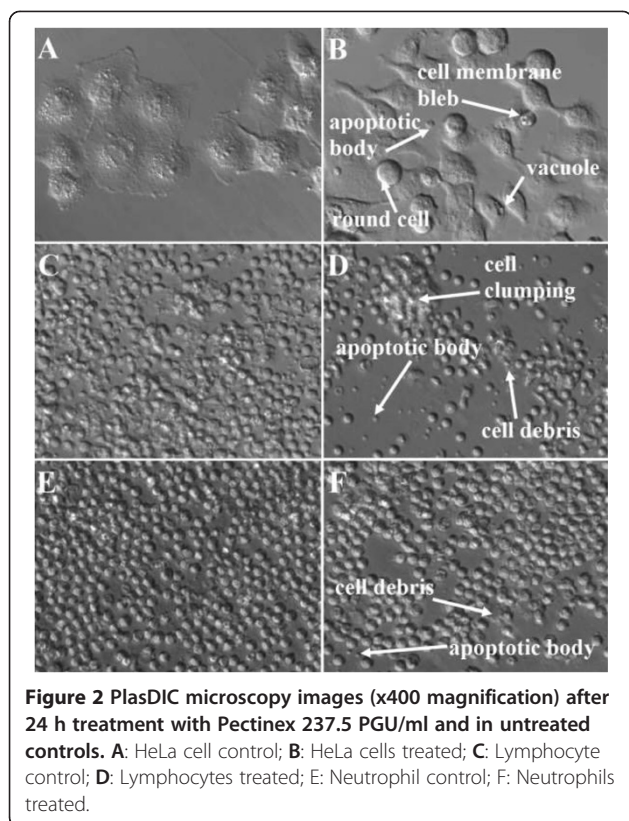 A
B
cell membrane
bleb
apoptotic
body
vacuole
round cell
C
D
cell
clumping
apoptotic body
cell debris
E
F
cell debris
apoptotic body
Figure 2 PlasDIC microscopy images (x400 magnification) after
24 h treatment with Pectinex 237.5 PGU/ml and in untreated
controls. A: HeLa cell control; B: HeLa cells treated; C: Lymphocyte
control; D: Lymphocytes treated; E: Neutrophil control; F: Neutrophils
treated.